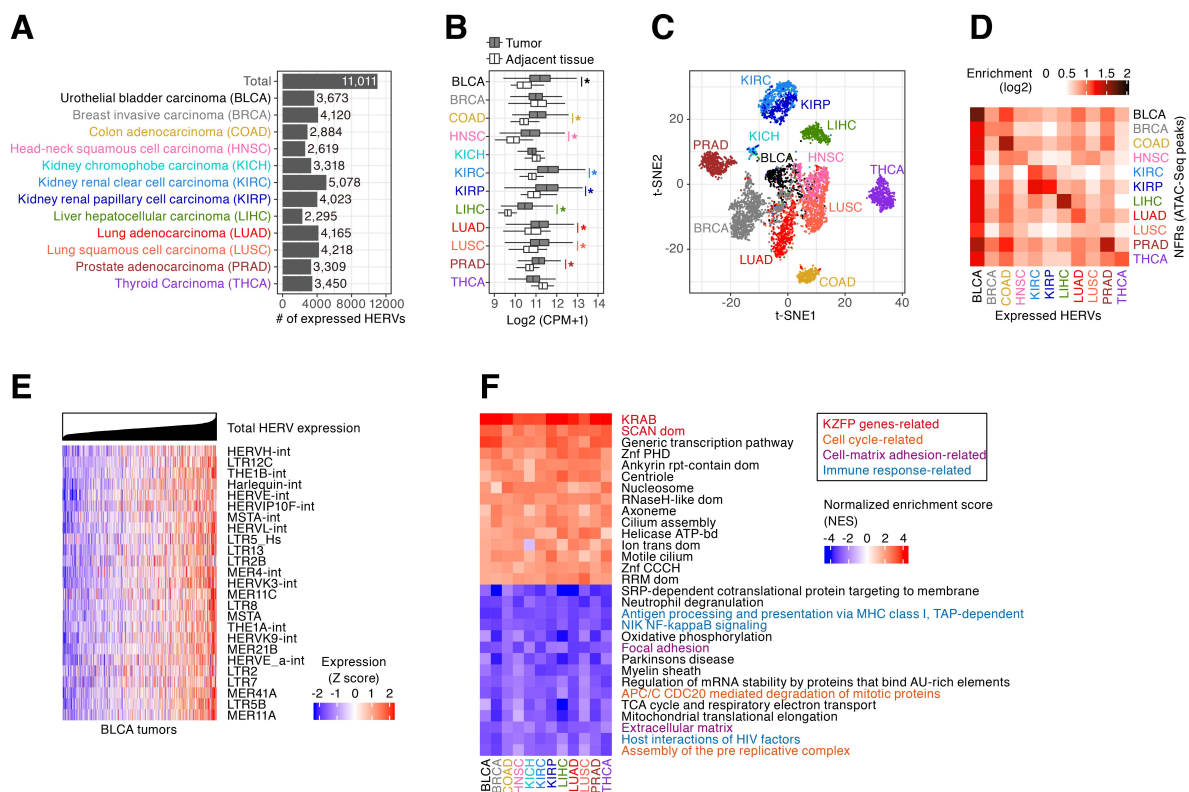 A
Total
11,011
Urothelial bladder carcinoma (BLCA)
3,673
Breast invasive carcinoma (BRCA)
4,120
Colon adenocarcinoma (COAD)
2,884
Head-neck squamous cell carcinoma (HNSC)
2,619
Kidney chromophobe carcinoma (KICH)
3,318
Kidney renal clear cell carcinoma (KIRC)
5,078
Kidney renal papillary cell carcinoma (KIRP)
4,023
Liver hepatocellular carcinoma (LIHC)
2,295
Lung adenocarcinoma (LUAD)
4,165
Lung squamous cell carcinoma (LUSC)
4,218
Prostate adenocarcinoma (PRAD)
3,309
Thyroid Carcinoma (THCA)
3,450
0 4000 8000 12000
# of expressed HERVs
B
Tumor
Adjacent tissue
BLCA *
BRCA
COAD *
HNSC *
KICH
KIRC *
KIRP *
LIHC *
LUAD *
LUSC *
PRAD *
THCA
9 10 11 12 13 14
Log2 (CPM+1)
C
t-SNE2
20
0
-20
KIRC
KIRP
LIHC
KICH
PRAD
BLCA
HNSC
THCA
LUSC
BRCA
LUAD
COAD
-20 0 20 40
t-SNE1
D
Enrichment
(log2)
0 0.5 1 1.5 2
BLCA
BRCA
COAD
HNSC
KIRC
KIRP
LIHC
LUAD
LUSC
PRAD
THCA
NFRs (ATAC-Seq peaks)
BLCA
BRCA
COAD
HNSC
KIRC
KIRP
LIHC
LUAD
LUSC
PRAD
THCA
Expressed HERVs
E
Total HERV expression
HERVH-int
LTR12C
THE1B-int
Harlequin-int
HERVE-int
HERVIP10F-int
MSTA-int
HERVL-int
LTR5_Hs
LTR13
LTR2B
MER4-int
HERVK3-int
MER11C
LTR8
MSTA
THE1A-int
HERVK9-int
MER21B
HERVE_a-int
LTR2
LTR7
MER41A
LTR5B
MER11A
BLCA tumors
Expression
(Z score)
-2 -1 0 1 2
F
KRAB
SCAN dom
Generic transcription pathway
Znf PHD
Ankyrin rpt-contain dom
Centriole
Nucleosome
RNaseH-like dom
Axoneme
Cilium assembly
Helicase ATP-bd
Ion trans dom
Motile cilium
Znf CCCH
RRM dom
SRP-dependent cotranslational protein targeting to membrane
Neutrophil degranulation
Antigen processing and presentation via MHC class I, TAP-dependent
NIK NF-kappaB signaling
Oxidative phosphorylation
Focal adhesion
Parkinsons disease
Myelin sheath
Regulation of mRNA stability by proteins that bind AU-rich elements
APC/C CDC20 mediated degradation of mitotic proteins
TCA cycle and respiratory electron transport
Mitochondrial translational elongation
Extracellular matrix
Host interactions of HIV factors
Assembly of the pre replicative complex
BLCA
BRCA
COAD
HNSC
KICH
KIRC
KIRP
LIHC
LUAD
LUSC
PRAD
THCA
KZFP genes-related
Cell cycle-related
Cell-matrix adhesion-related
Immune response-related
Normalized enrichment score
(NES)
-4 -2 0 2 4